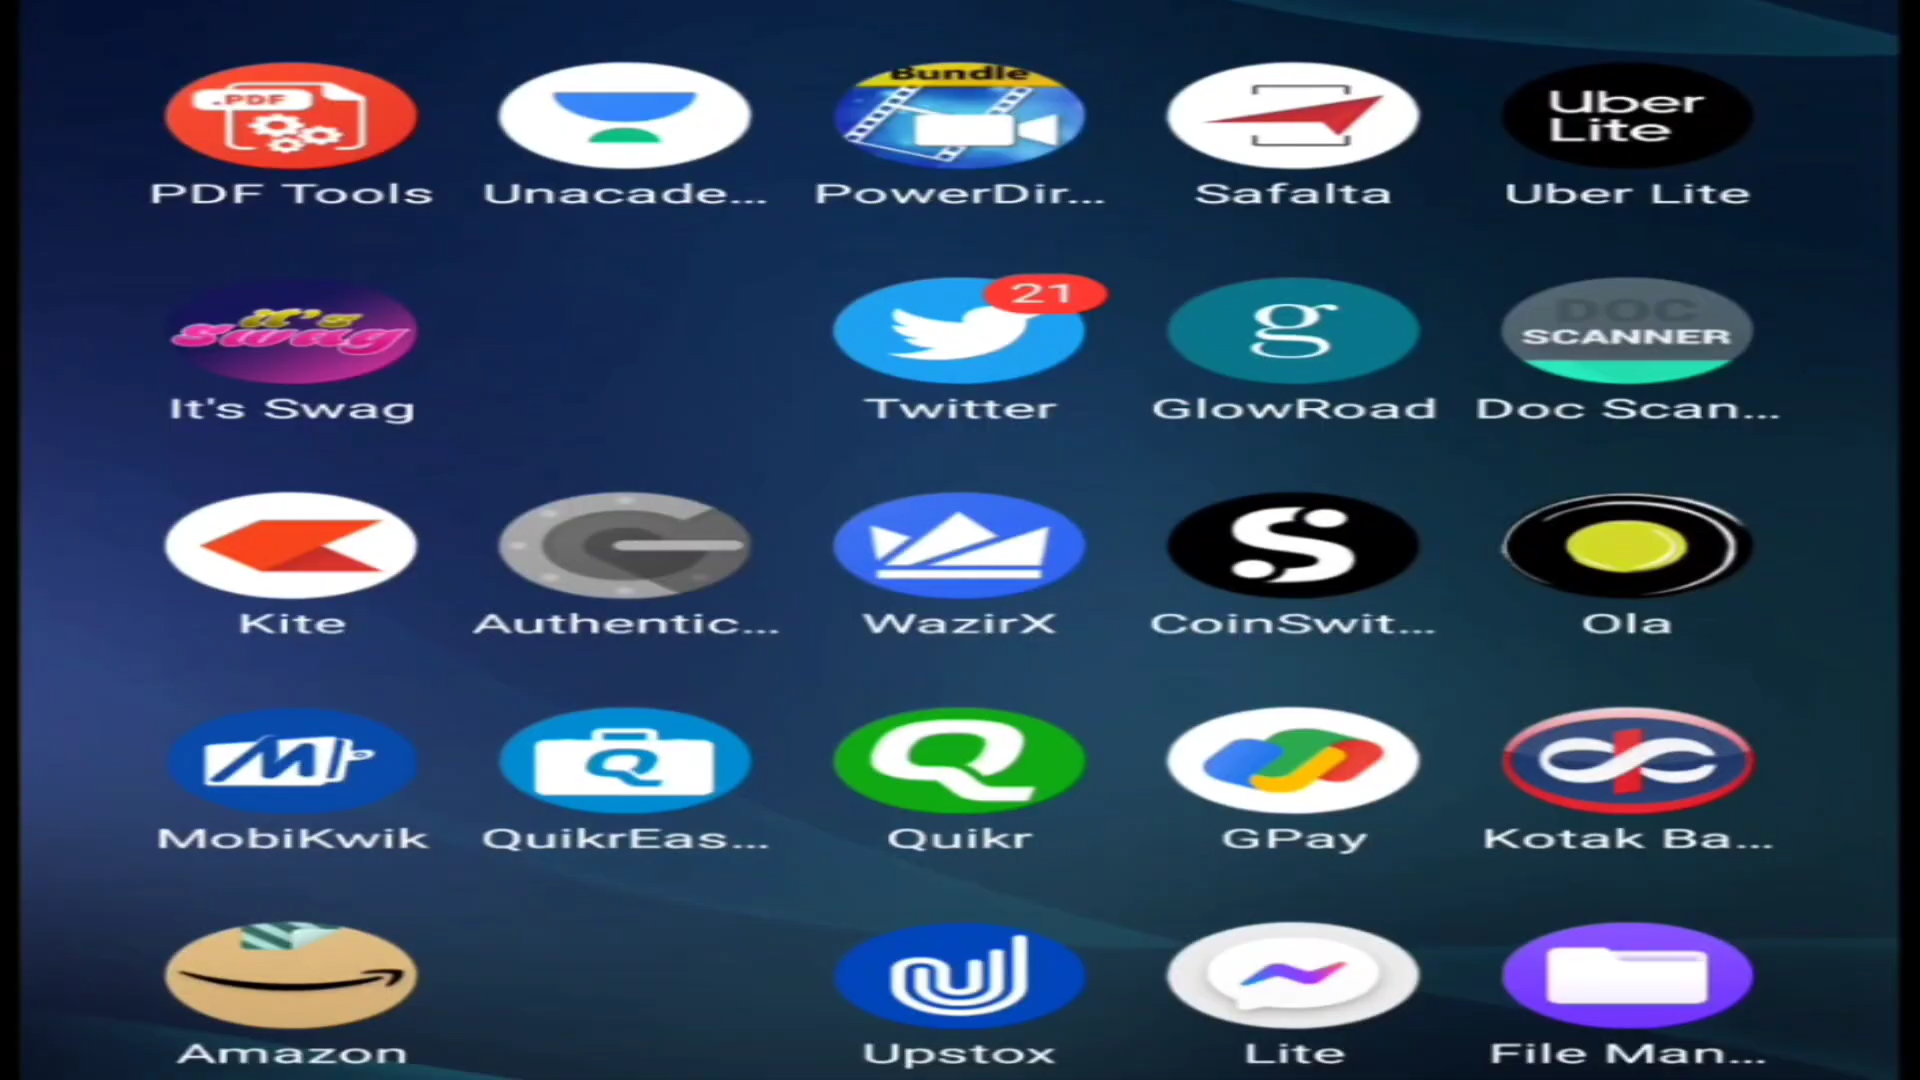 .PDF
Bundle
Uber
Lite
PDF Tools
Unacade...
PowerDir...
Safalta
Uber Lite
It's
Swag
21
g
DOC
SCANNER
It's Swag
Twitter
GlowRoad
Doc Scan...
Kite
Authentic...
WazirX
CoinSwit...
Ola
MobiKwik
QuikrEas...
Quikr
GPay
Kotak Ba...
Amazon
Upstox
Lite
File Man...